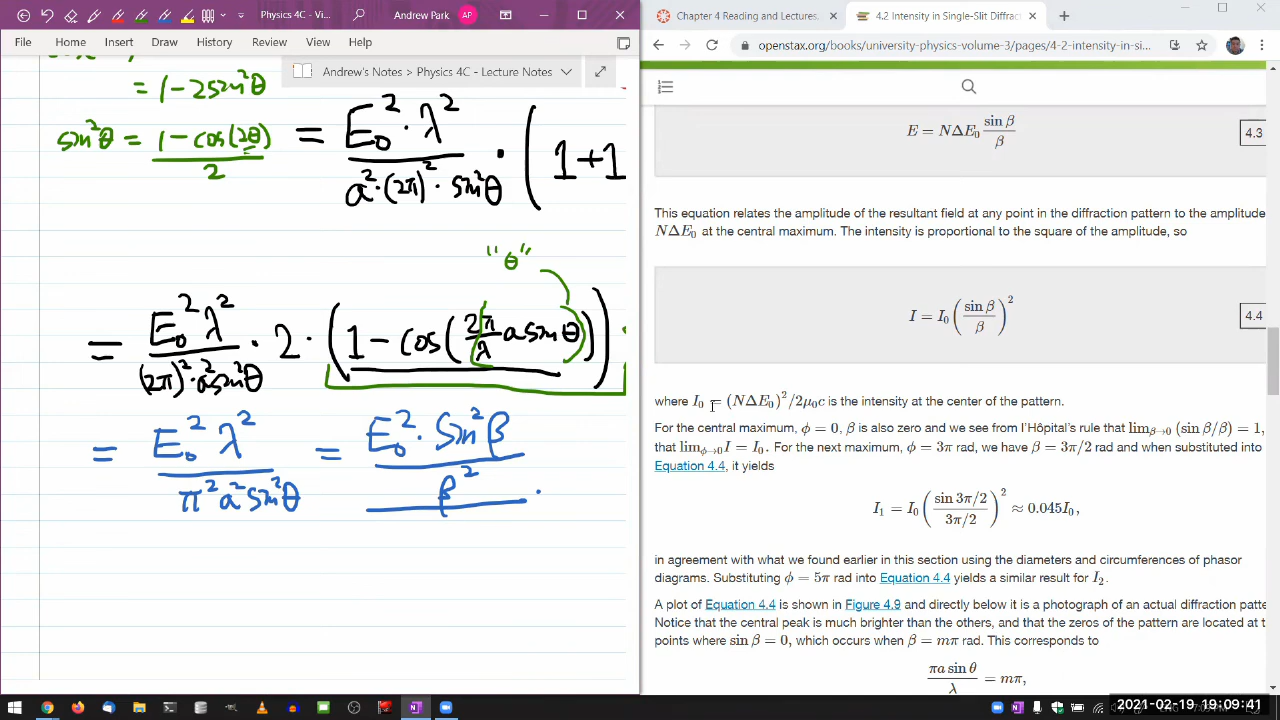 Physics 4C - Vi...
Andrew Park
AP
File
Home
Insert
Draw
History
Research
Review
View
Help
Andrew's Notes > Physics 4C - Lecture Notes
= 1 - 2sin²θ
sin²θ = (1 - cos(2θ))/2
= E₀²·λ²/(a²·(2π)²·sin²θ) · (1+1
"θ"
= E₀²λ²/((2π)²·a²sin²θ) · 2 · (1 - cos(2π/λ a sinθ)) ·
= E₀²λ²/(π²a²sin²θ) = E₀²·Sin²β/β² .
Chapter 4 Reading and Lectures.
4.2 Intensity in Single-Slit Diffrac
openstax.org/books/university-physics-volume-3/pages/4-2-intensity-in-si...
E = NΔE₀ sin β/β
4.3
This equation relates the amplitude of the resultant field at any point in the diffraction pattern to the amplitude
NΔE₀ at the central maximum. The intensity is proportional to the square of the amplitude, so
I = I₀ (sin β/β)²
4.4
where I₀ = (NΔE₀)²/2μ₀c is the intensity at the center of the pattern.
For the central maximum, ϕ = 0, β is also zero and we see from l'Hôpital's rule that lim_β→0 (sin β/β) = 1,
that lim_ϕ→0 I = I₀. For the next maximum, ϕ = 3π rad, we have β = 3π/2 rad and when substituted into
Equation 4.4, it yields
I₁ = I₀ (sin 3π/2 / 3π/2)² ≈ 0.045I₀,
in agreement with what we found earlier in this section using the diameters and circumferences of phasor
diagrams. Substituting ϕ = 5π rad into Equation 4.4 yields a similar result for I₂.
A plot of Equation 4.4 is shown in Figure 4.9 and directly below it is a photograph of an actual diffraction patte
Notice that the central peak is much brighter than the others, and that the zeros of the pattern are located at t
points where sin β = 0, which occurs when β = mπ rad. This corresponds to
πa sin θ/λ = mπ,
2021-02-19 19:09:41